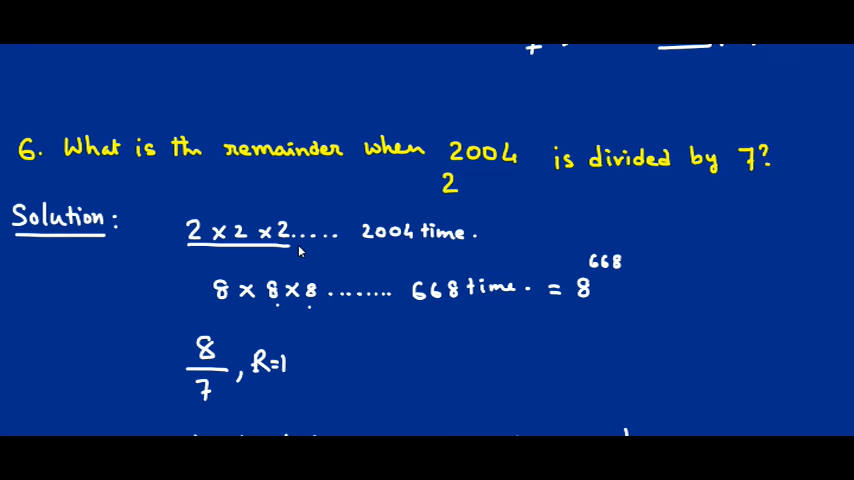 6. What is the remainder when 2004 is divided by 7?
2
Solution:
2 × 2 × 2..... 2004 time.
8 × 8 × 8 ........ 668 time. = 8^668
8
7 , R=1